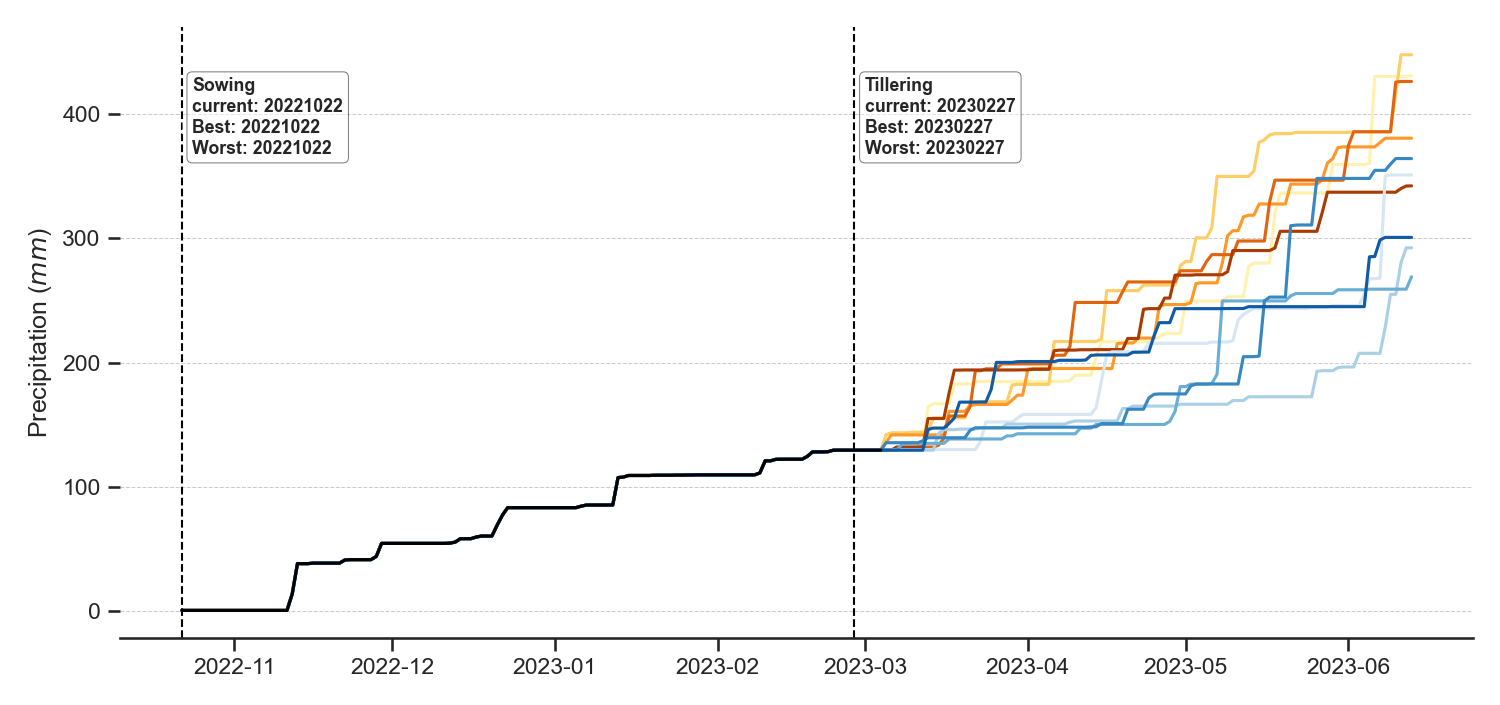 Sowing
current: 20221022
Best: 20221022
Worst: 20221022
Tillering
current: 20230227
Best: 20230227
Worst: 20230227
Precipitation (mm)
400
300
200
100
0
2022-11
2022-12
2023-01
2023-02
2023-03
2023-04
2023-05
2023-06